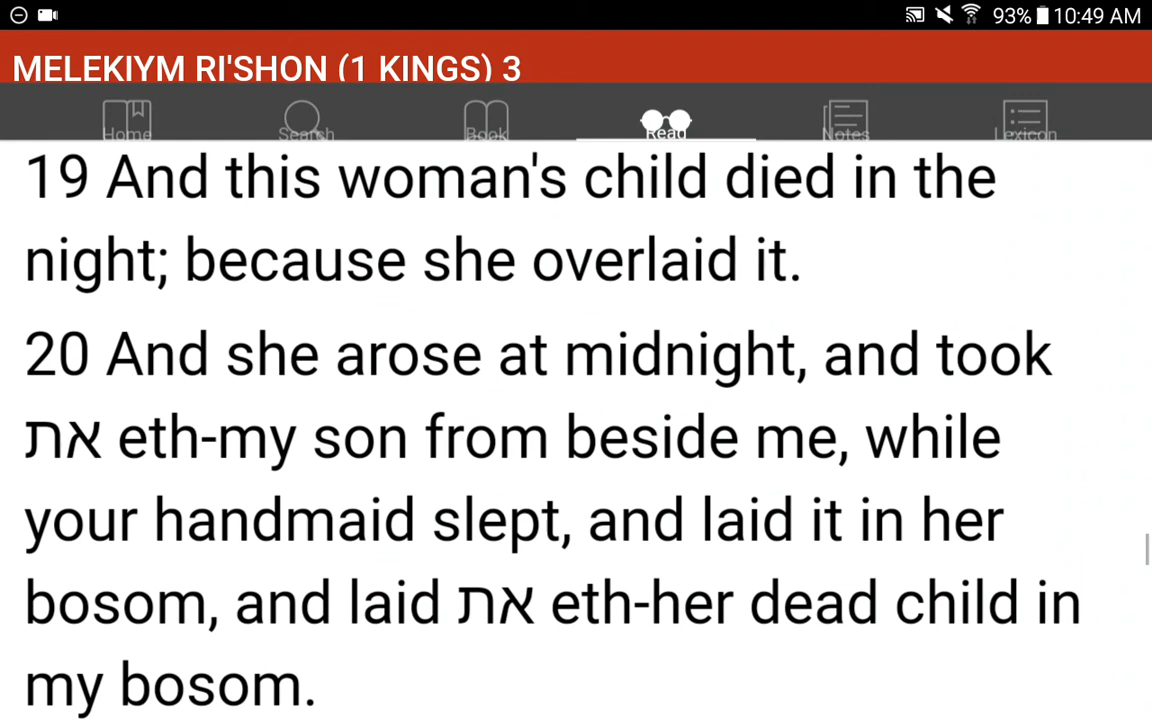 93% 10:49 AM
MELEKIYM RI'SHON (1 KINGS) 3
Home Search Book Read Notes Lexicon
19 And this woman's child died in the
night; because she overlaid it.
20 And she arose at midnight, and took
את eth-my son from beside me, while
your handmaid slept, and laid it in her
bosom, and laid את eth-her dead child in
my bosom.